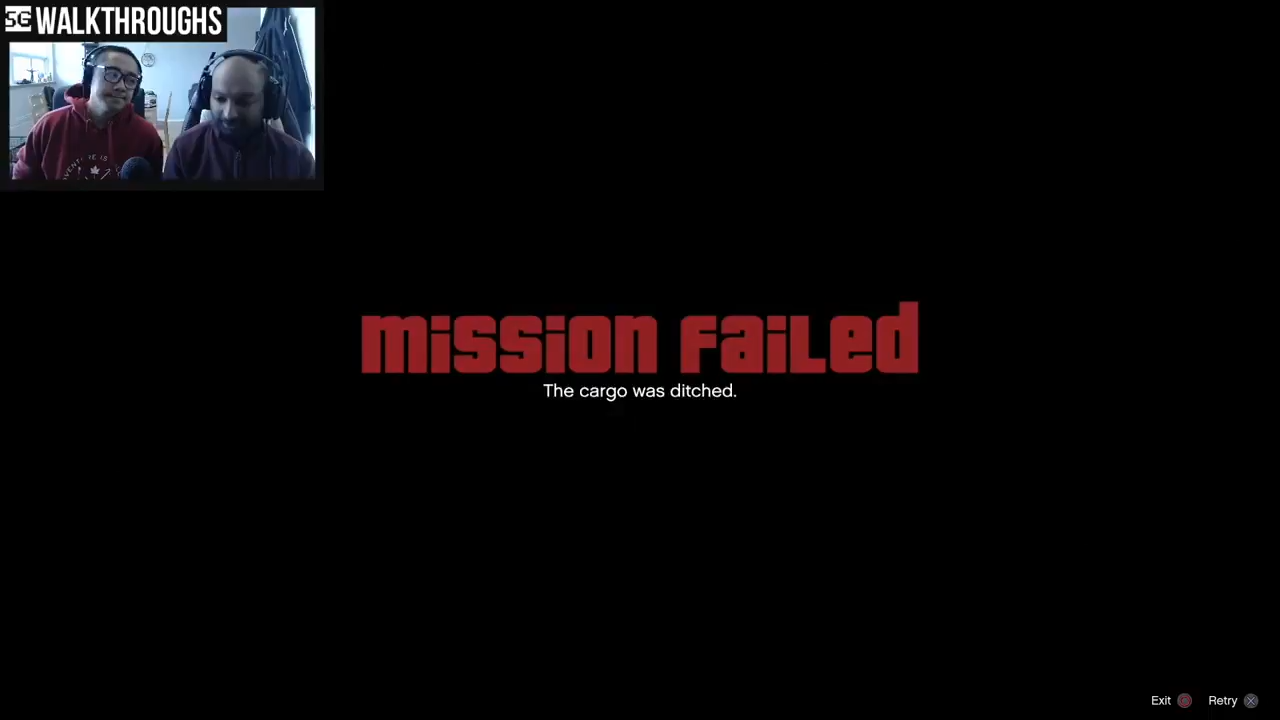 SG WALKTHROUGHS
mission failed
The cargo was ditched.
Exit Retry